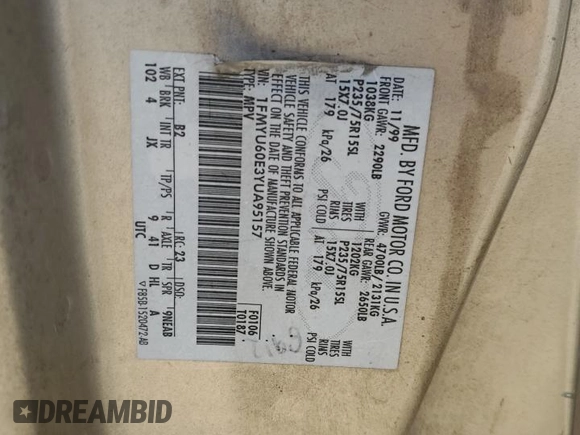 MFD. BY FORD MOTOR CO. IN U.S.A.
DATE: 11/99 GVWR: 4700LB/2131KG
FRONT GAWR: 2290LB REAR GAWR: 2650LB
1038KG WITH 1202KG WITH
P235/75R15SL TIRES P235/75R15SL TIRES
15X7.0J RIMS 15X7.0J RIMS
AT 179 kPa/26 PSI COLD AT 179 kPa/26 PSI COLD
THIS VEHICLE CONFORMS TO ALL APPLICABLE FEDERAL MOTOR
VEHICLE SAFETY AND THEFT PREVENTION STANDARDS IN
EFFECT ON THE DATE OF MANUFACTURE SHOWN ABOVE.
VIN: 1FMYU60E3YUA95157
TYPE: MPV
F0106
T0187
EXT PNT: B2 RC: 23 DSO:
WB BRK INT TR TP/PS R AXLE TR SPR
102 4 JX 9 41 D HL A
UTC
F85B-1520472-AB
DREAMBID